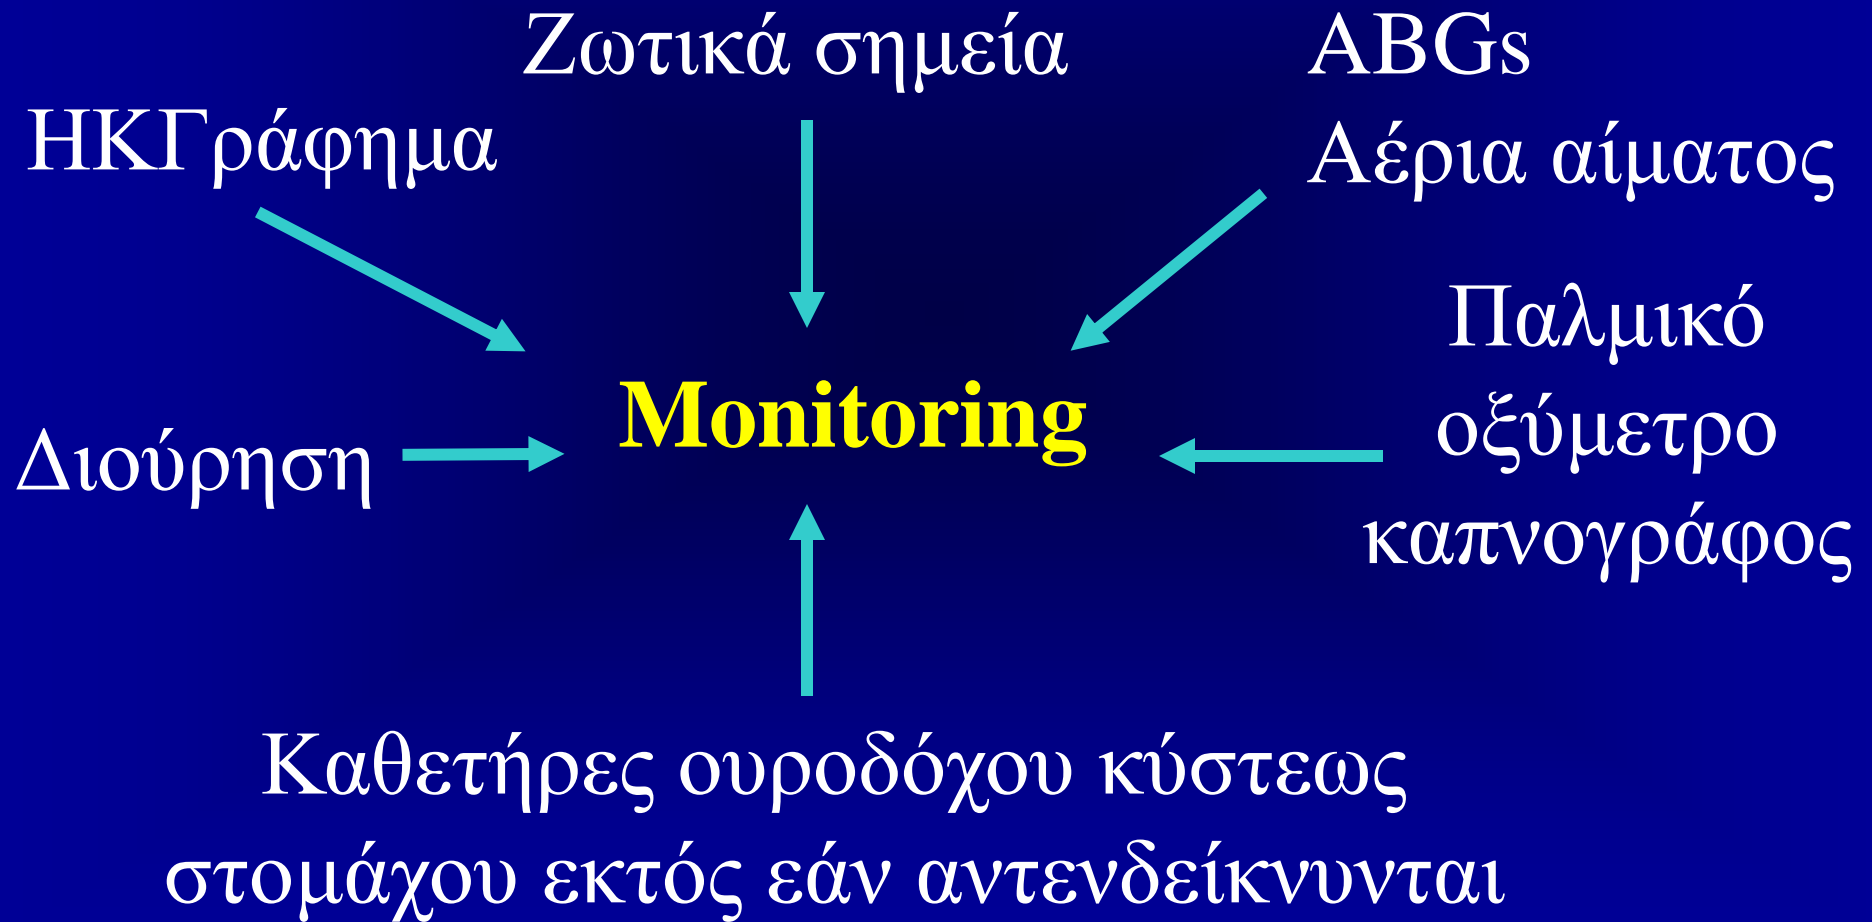 Ζωτικά σημεία
ABGs
Αέρια αίματος
ΗΚΓράφημα
Παλμικό
οξύμετρο
καπνογράφος
Monitoring
Διούρηση
Καθετήρες ουροδόχου κύστεως
στομάχου εκτός εάν αντενδείκνυνται